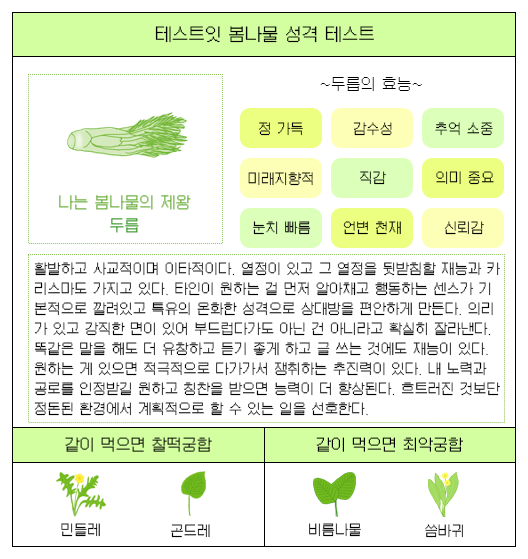 테스트잇 봄나물 성격 테스트
나는 봄나물의 제왕
두릅
~두릅의 효능~
정 가득
감수성
추억 소중
미래지향적
직감
의미 중요
눈치 빠름
언변 천재
신뢰감
활발하고 사교적이며 이타적이다. 열정이 있고 그 열정을 뒷받침할 재능과 카
리스마도 가지고 있다. 타인이 원하는 걸 먼저 알아채고 행동하는 센스가 기
본적으로 깔려있고 특유의 온화한 성격으로 상대방을 편안하게 만든다. 의리
가 있고 강직한 면이 있어 부드럽다가도 아닌 건 아니라고 확실히 잘라낸다.
똑같은 말을 해도 더 유창하고 듣기 좋게 하고 글 쓰는 것에도 재능이 있다.
원하는 게 있으면 적극적으로 다가가서 쟁취하는 추진력이 있다. 내 노력과
공로를 인정받길 원하고 칭찬을 받으면 능력이 더 향상된다. 흐트러진 것보단
정돈된 환경에서 계획적으로 할 수 있는 일을 선호한다.
같이 먹으면 찰떡궁합
같이 먹으면 최악궁합
민들레
곤드레
비름나물
씀바귀